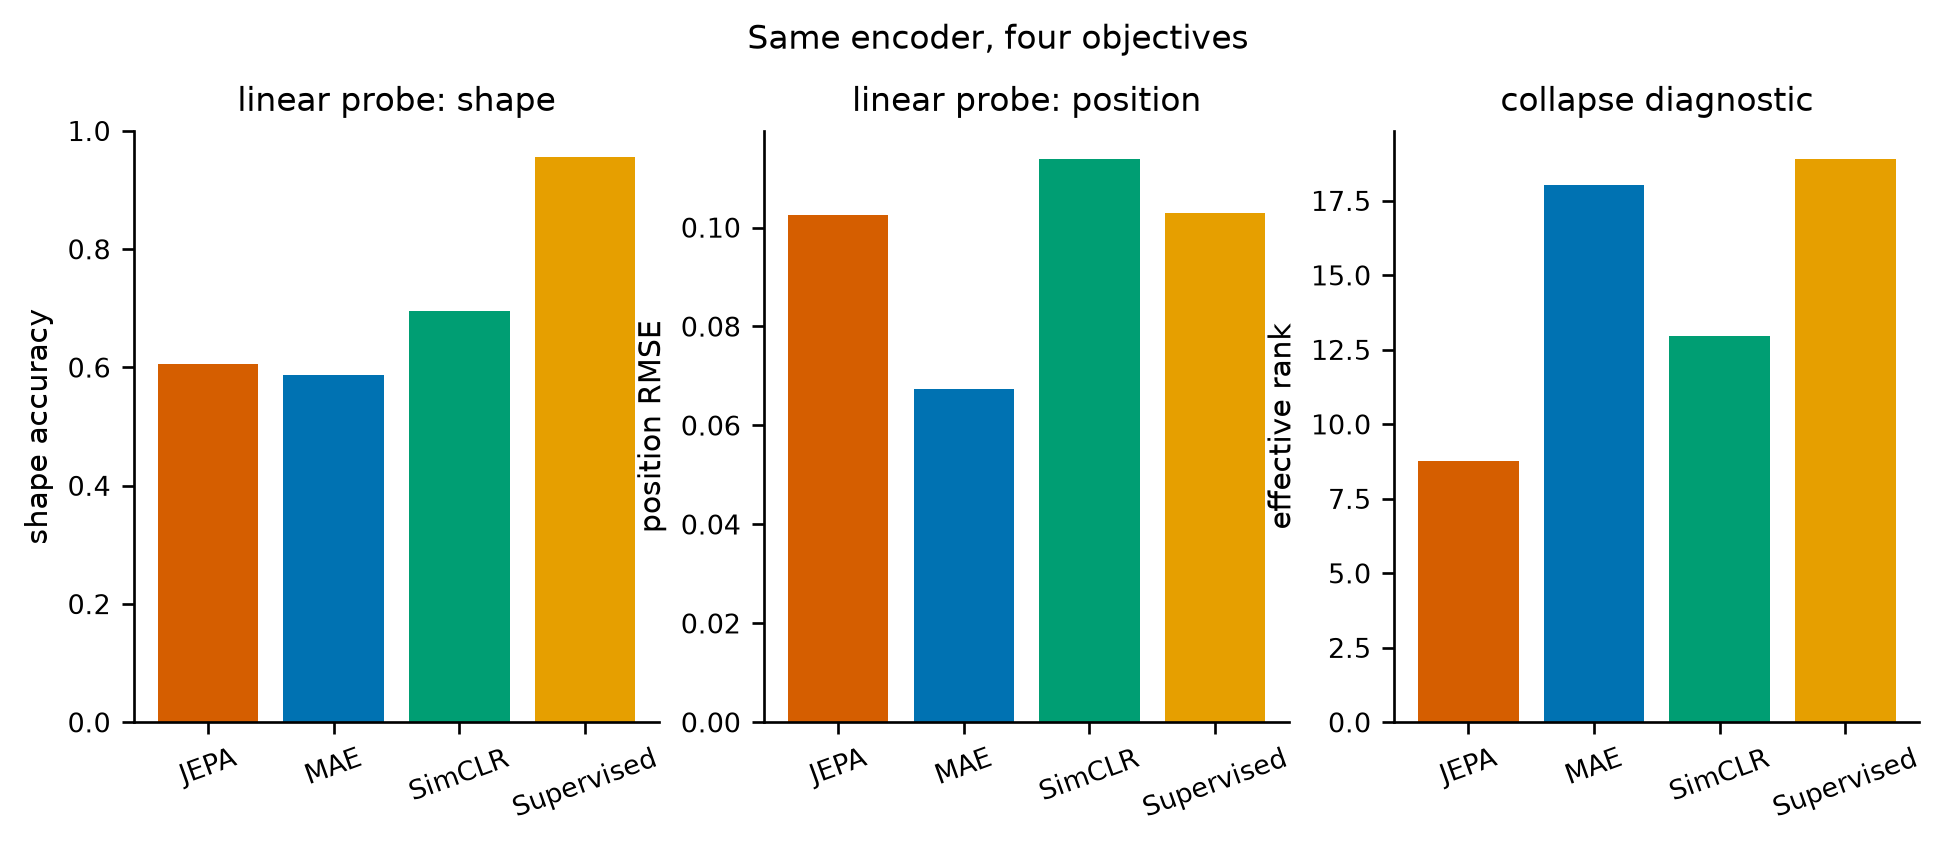 Same encoder, four objectives
linear probe: shape
shape accuracy
1.0
0.8
0.6
0.4
0.2
0.0
JEPA
MAE
SimCLR
Supervised
linear probe: position
position RMSE
0.10
0.08
0.06
0.04
0.02
0.00
JEPA
MAE
SimCLR
Supervised
collapse diagnostic
effective rank
17.5
15.0
12.5
10.0
7.5
5.0
2.5
0.0
JEPA
MAE
SimCLR
Supervised